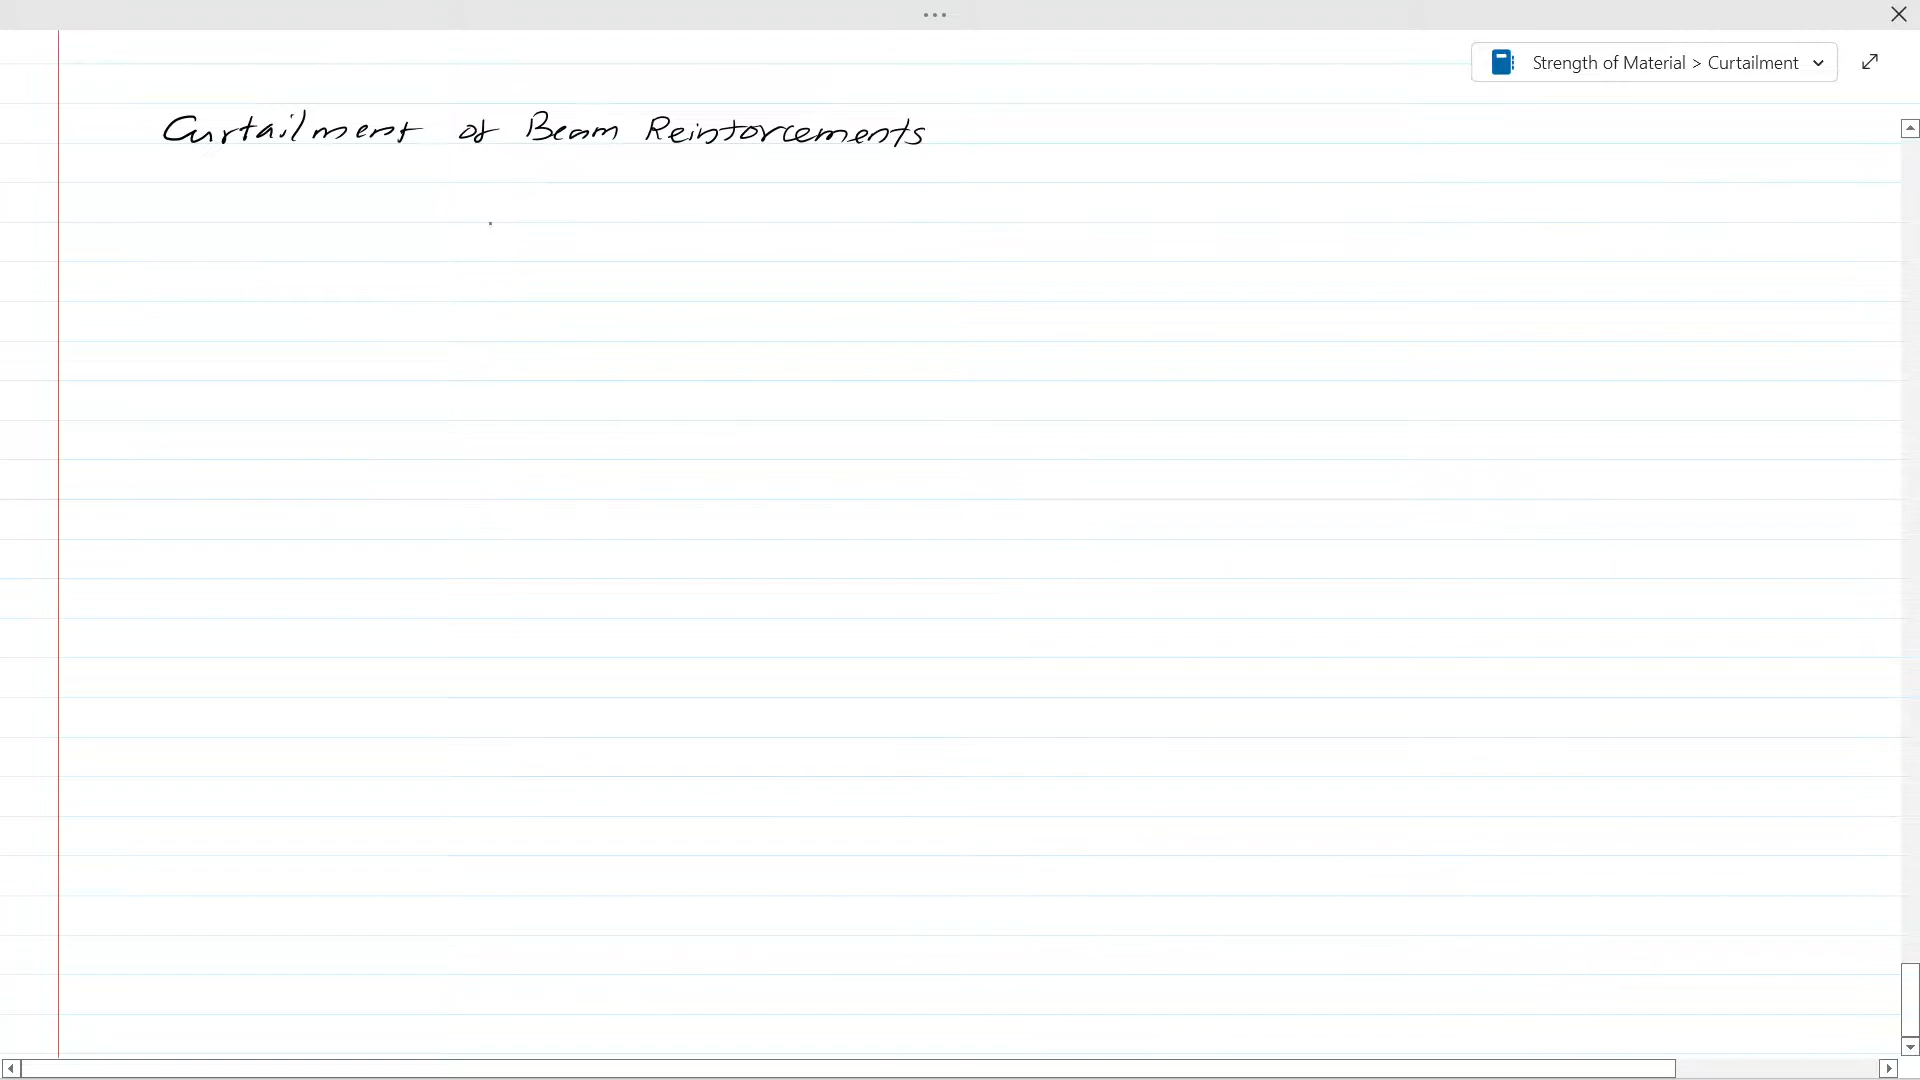 Strength of Material > Curtailment
Curtailment of Beam Reinforcements